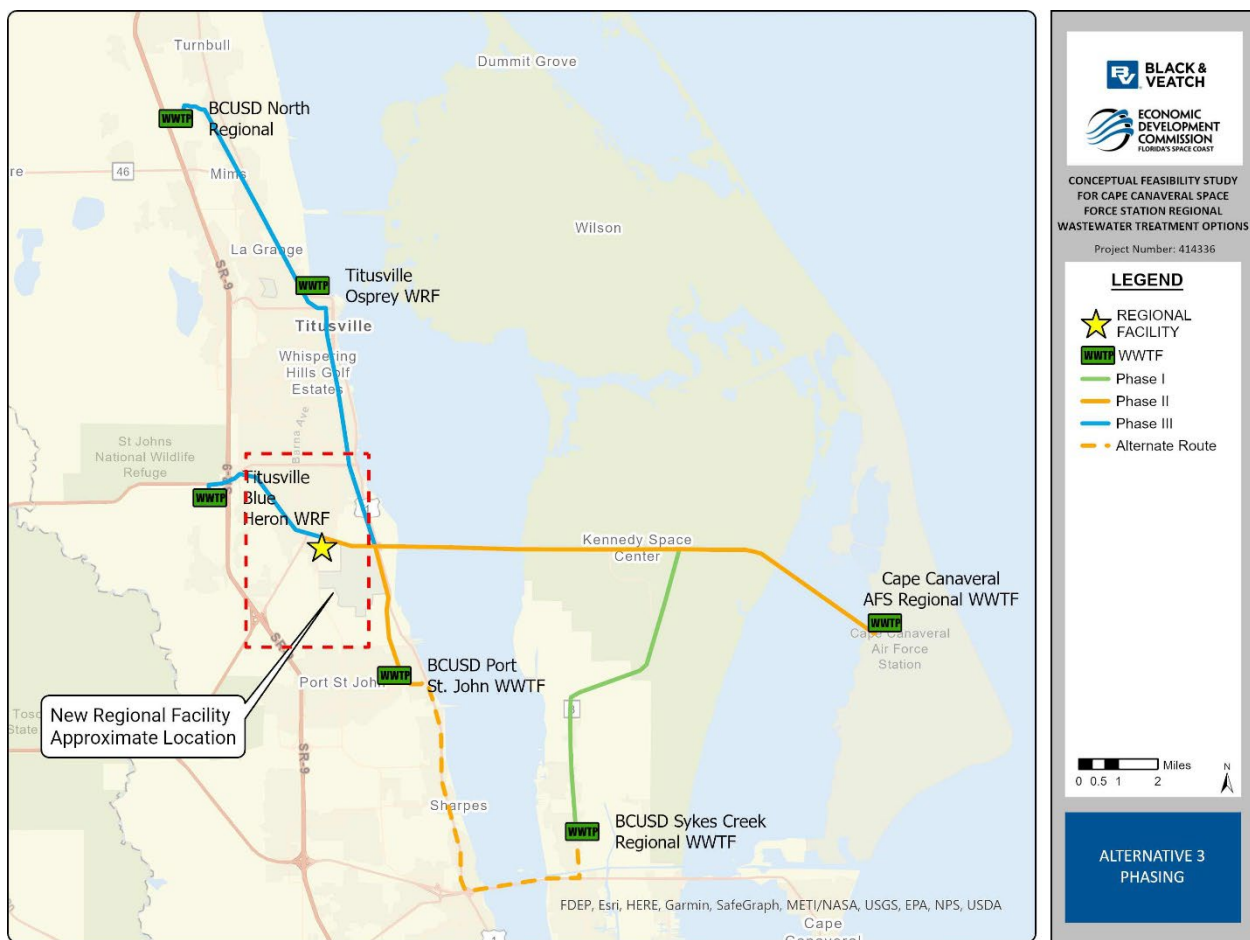 Turnbull
Dummit Grove
WWTP
BCUSD North
Regional
46
Mims
SR-9
La Grange
Wilson
WWTP
Titusville
Osprey WRF
Titusville
Whispering
Hills Golf
Estates
Barna Ave
St Johns
National Wildlife
Refuge
WWTP
Titusville
Blue
Heron WRF
Kennedy Space
Center
Cape Canaveral
AFS Regional WWTF
WWTP
Cape Canaveral
Air Force
Station
SR-9
WWTP
BCUSD Port
St. John WWTF
Port St John
New Regional Facility
Approximate Location
3
Sharpes
WWTP
BCUSD Sykes Creek
Regional WWTF
FDEP, Esri, HERE, Garmin, SafeGraph, METI/NASA, USGS, EPA, NPS, USDA
Cape
BV
BLACK &
VEATCH
ECONOMIC
DEVELOPMENT
COMMISSION
FLORIDA'S SPACE COAST
CONCEPTUAL FEASIBILITY STUDY
FOR CAPE CANAVERAL SPACE
FORCE STATION REGIONAL
WASTEWATER TREATMENT OPTIONS
Project Number: 414336
LEGEND
REGIONAL
FACILITY
WWTP WWTF
Phase I
Phase II
Phase III
Alternate Route
Miles
0 0.5 1 2
N
ALTERNATIVE 3
PHASING